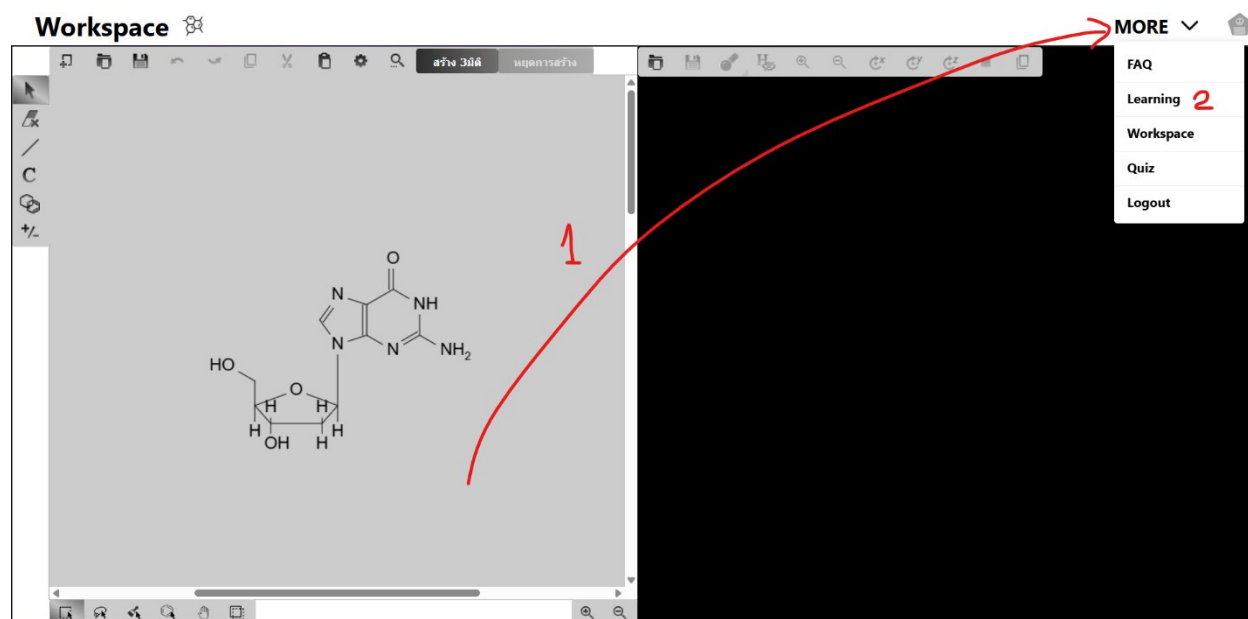 Workspace
MORE
สร้าง 3มิติ
หยุดการสร้าง
FAQ
Learning 2
Workspace
Quiz
Logout
C
+/-
1
O
N
NH
N
N
NH2
HO
O
H
H
H
H
OH
H